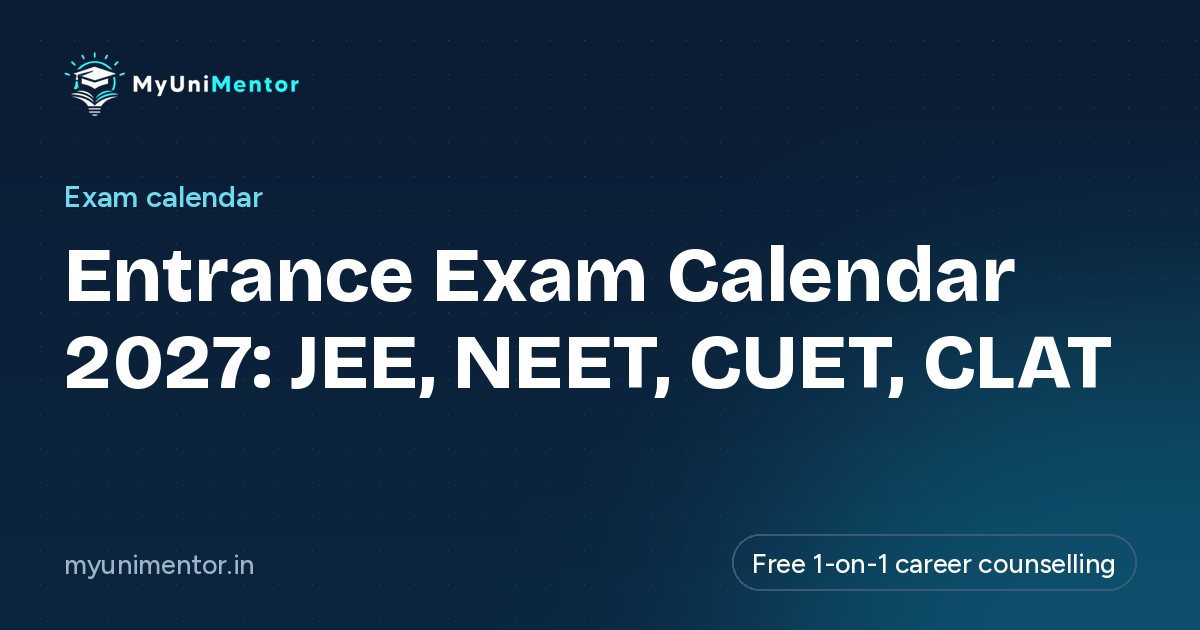 MyUniMentor
Exam calendar
Entrance Exam Calendar
2027: JEE, NEET, CUET, CLAT
myunimentor.in
Free 1-on-1 career counselling